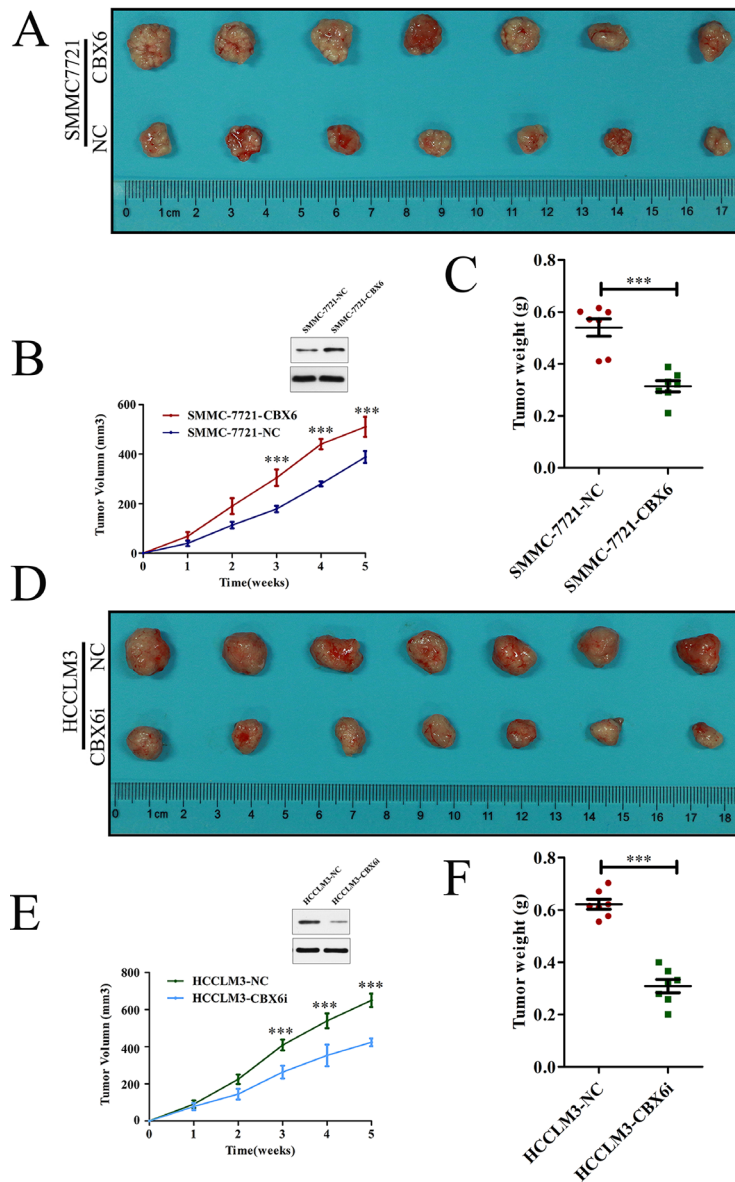 A
SMMC7721
CBX6
NC
0 1cm 2 3 4 5 6 7 8 9 10 11 12 13 14 15 16 17
B
SMMC-7721-NC
SMMC-7721-CBX6
SMMC-7721-CBX6
SMMC-7721-NC
***
***
***
Tumor Volumn (mm3)
600
400
200
0
0 1 2 3 4 5
Time(weeks)
C
***
Tumor weight (g)
0.8
0.6
0.4
0.2
0.0
SMMC-7721-NC
SMMC-7721-CBX6
D
HCCLM3
NC
CBX6i
0 1cm 2 3 4 5 6 7 8 9 10 11 12 13 14 15 16 17 18
E
HCCLM3-NC
HCCLM3-CBX6i
HCCLM3-NC
HCCLM3-CBX6i
***
***
***
Tumor Volumn (mm3)
800
600
400
200
0
0 1 2 3 4 5
Time(weeks)
F
***
Tumor weight (g)
0.8
0.6
0.4
0.2
0.0
HCCLM3-NC
HCCLM3-CBX6i